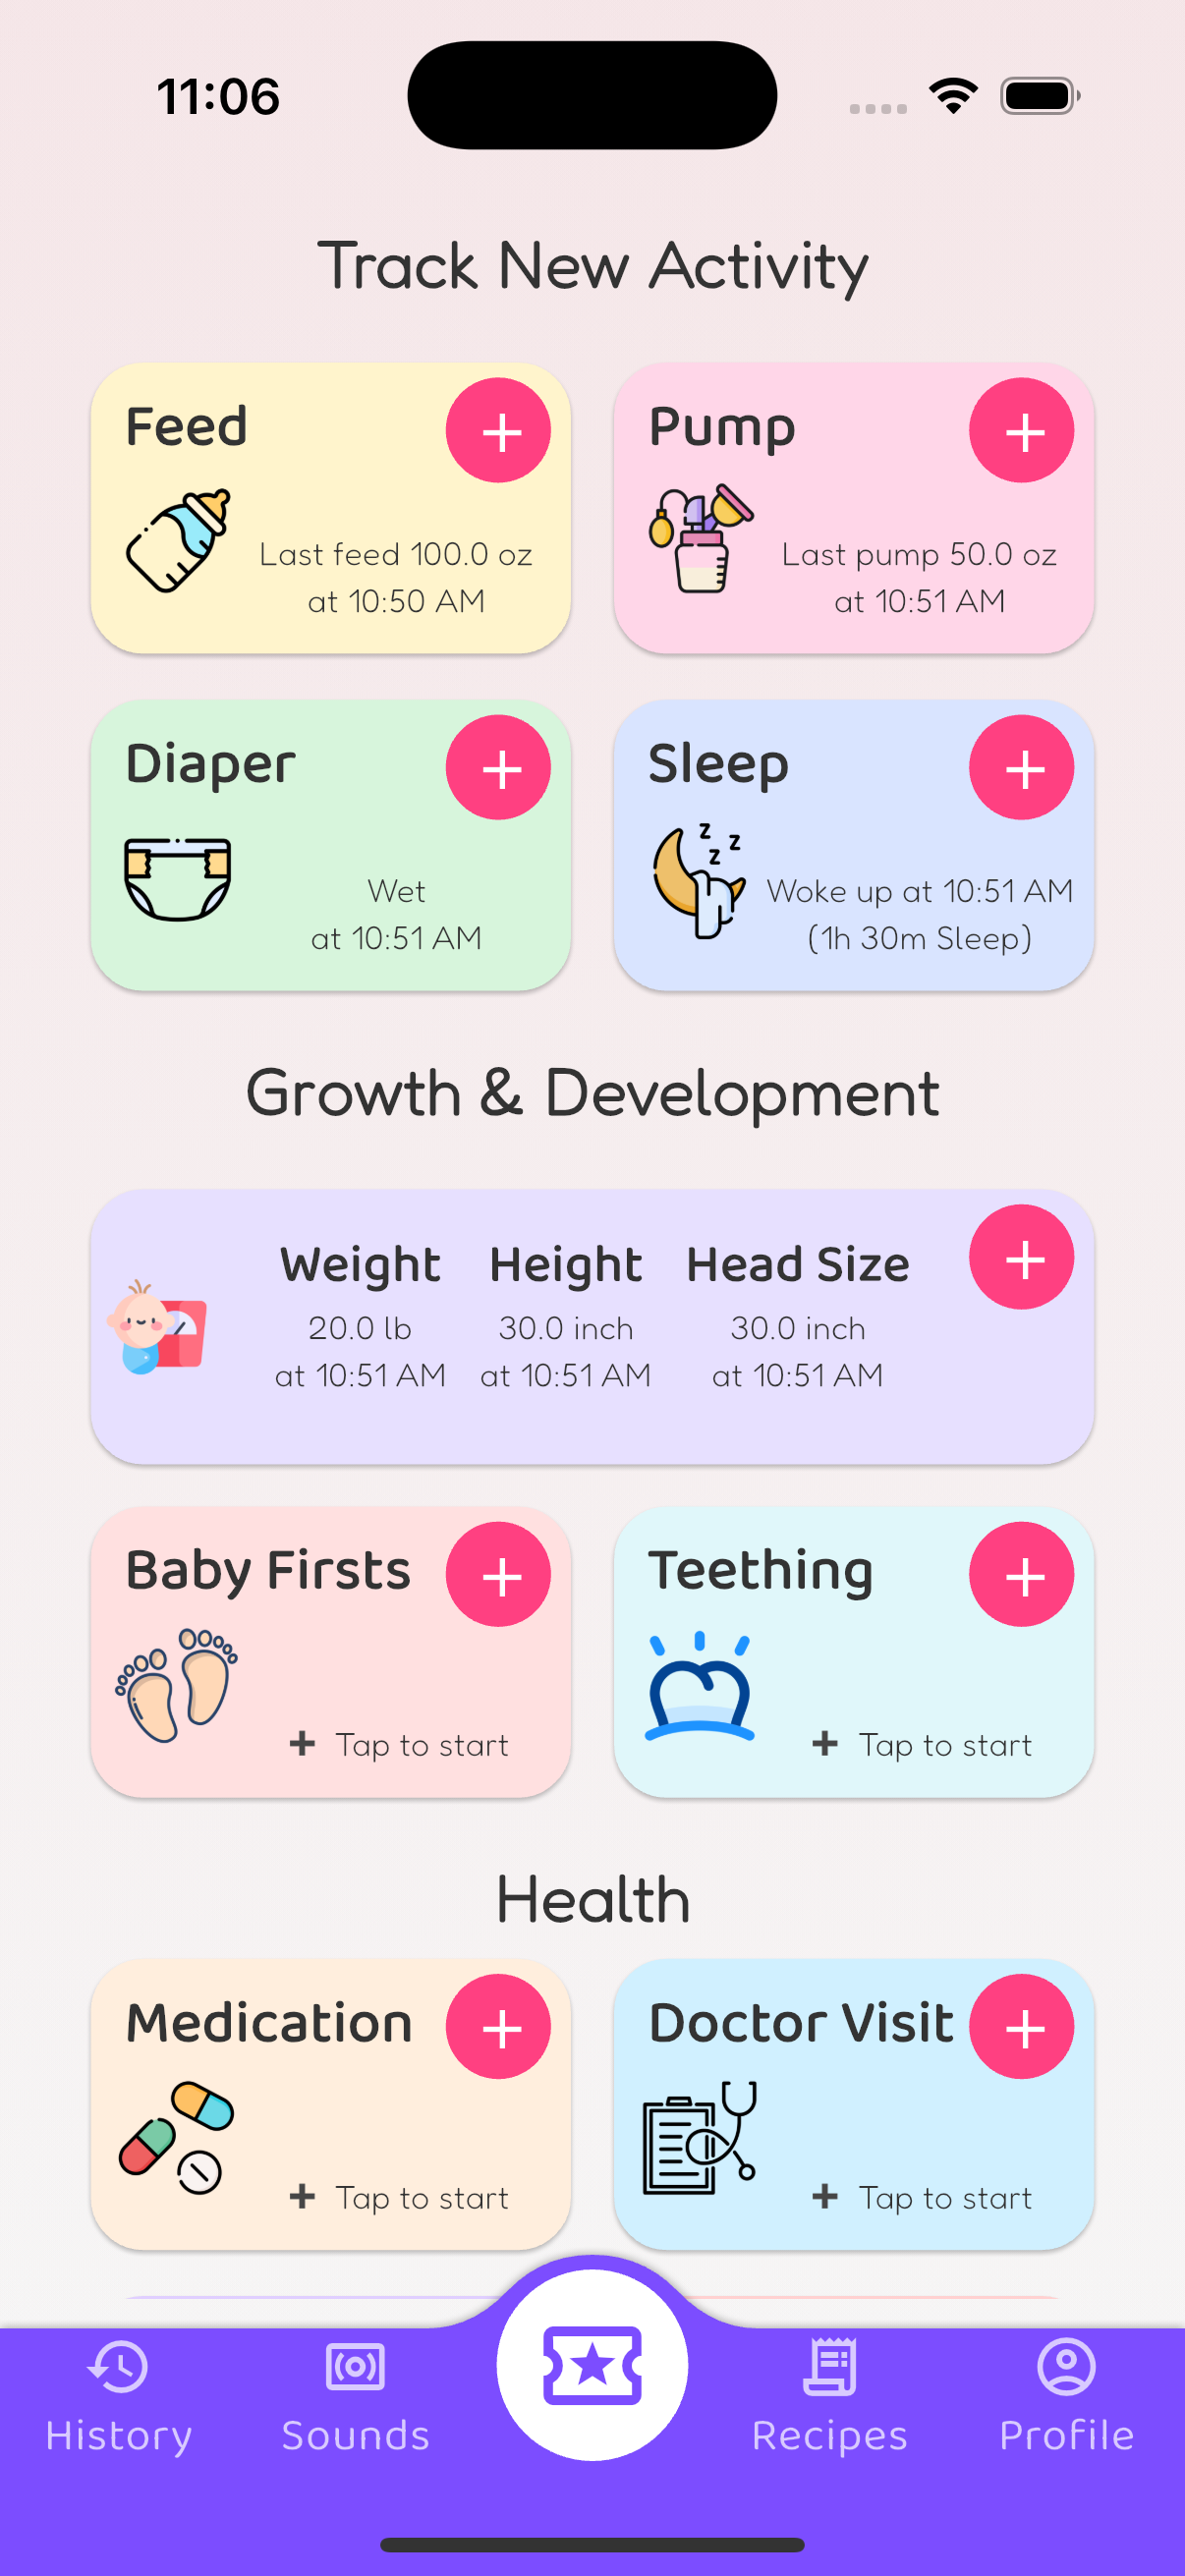 11:06
Track New Activity
Feed
Last feed 100.0 oz
at 10:50 AM
Pump
Last pump 50.0 oz
at 10:51 AM
Diaper
Wet
at 10:51 AM
Sleep
z z z
Woke up at 10:51 AM
(1h 30m Sleep)
Growth & Development
Weight
20.0 lb
at 10:51 AM
Height
30.0 inch
at 10:51 AM
Head Size
30.0 inch
at 10:51 AM
Baby Firsts
+ Tap to start
Teething
+ Tap to start
Health
Medication
+ Tap to start
Doctor Visit
+ Tap to start
History
Sounds
Recipes
Profile